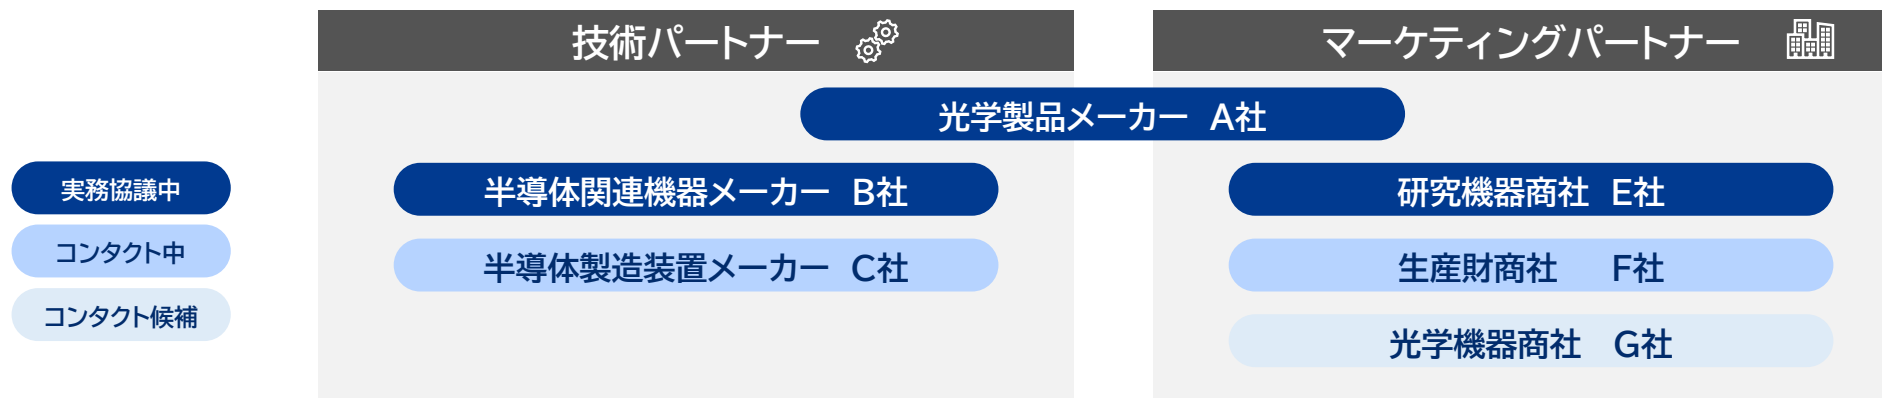 技術パートナー
マーケティングパートナー
光学製品メーカー A社
実務協議中
半導体関連機器メーカー B社
研究機器商社 E社
コンタクト中
半導体製造装置メーカー C社
生産財商社 F社
コンタクト候補
光学機器商社 G社